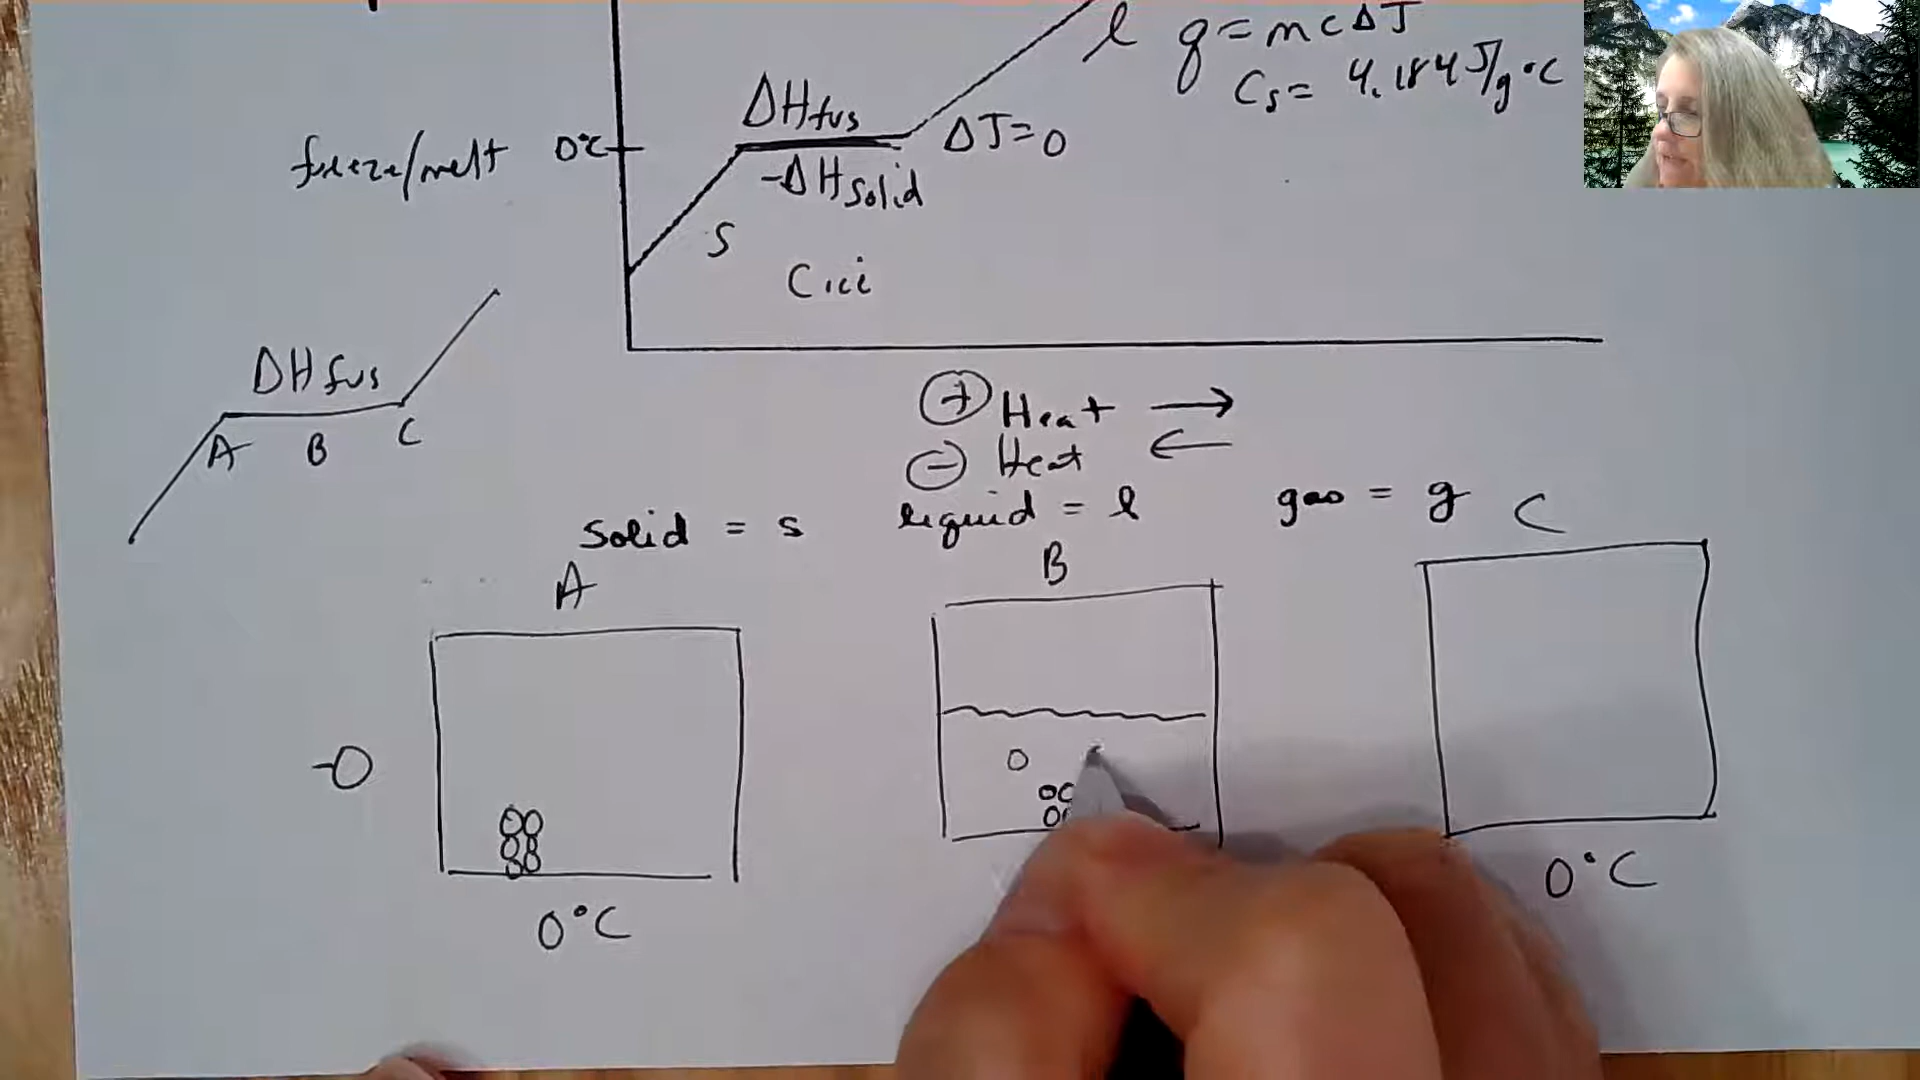 l q = mcΔT
Cs = 4.184 J/g°C
ΔHfus
freeze/melt 0°C ΔT=0
-ΔHsolid
s
Cice
ΔHfus
A B C
+ Heat →
- Heat ←
solid = s liquid = l gas = g
A B C
0°C 0°C